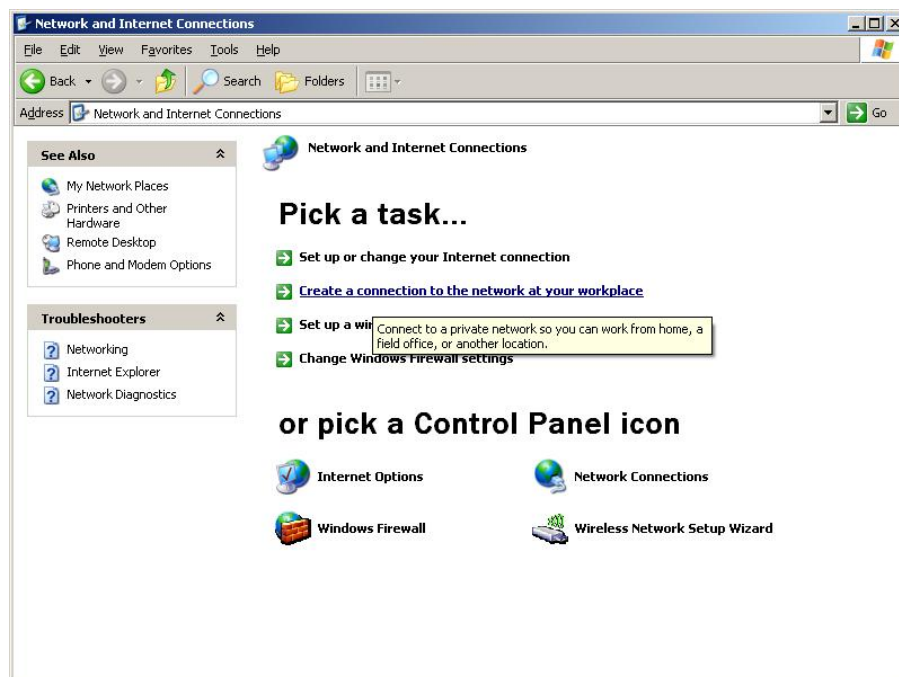 Network and Internet Connections
File Edit View Favorites Tools Help
Back Search Folders
Address Network and Internet Connections Go
See Also
My Network Places
Printers and Other
Hardware
Remote Desktop
Phone and Modem Options
Troubleshooters
Networking
Internet Explorer
Network Diagnostics
Network and Internet Connections
Pick a task...
Set up or change your Internet connection
Create a connection to the network at your workplace
Set up a
Connect to a private network so you can work from home, a
field office, or another location.
Change Windows Firewall settings
or pick a Control Panel icon
Internet Options
Network Connections
Windows Firewall
Wireless Network Setup Wizard